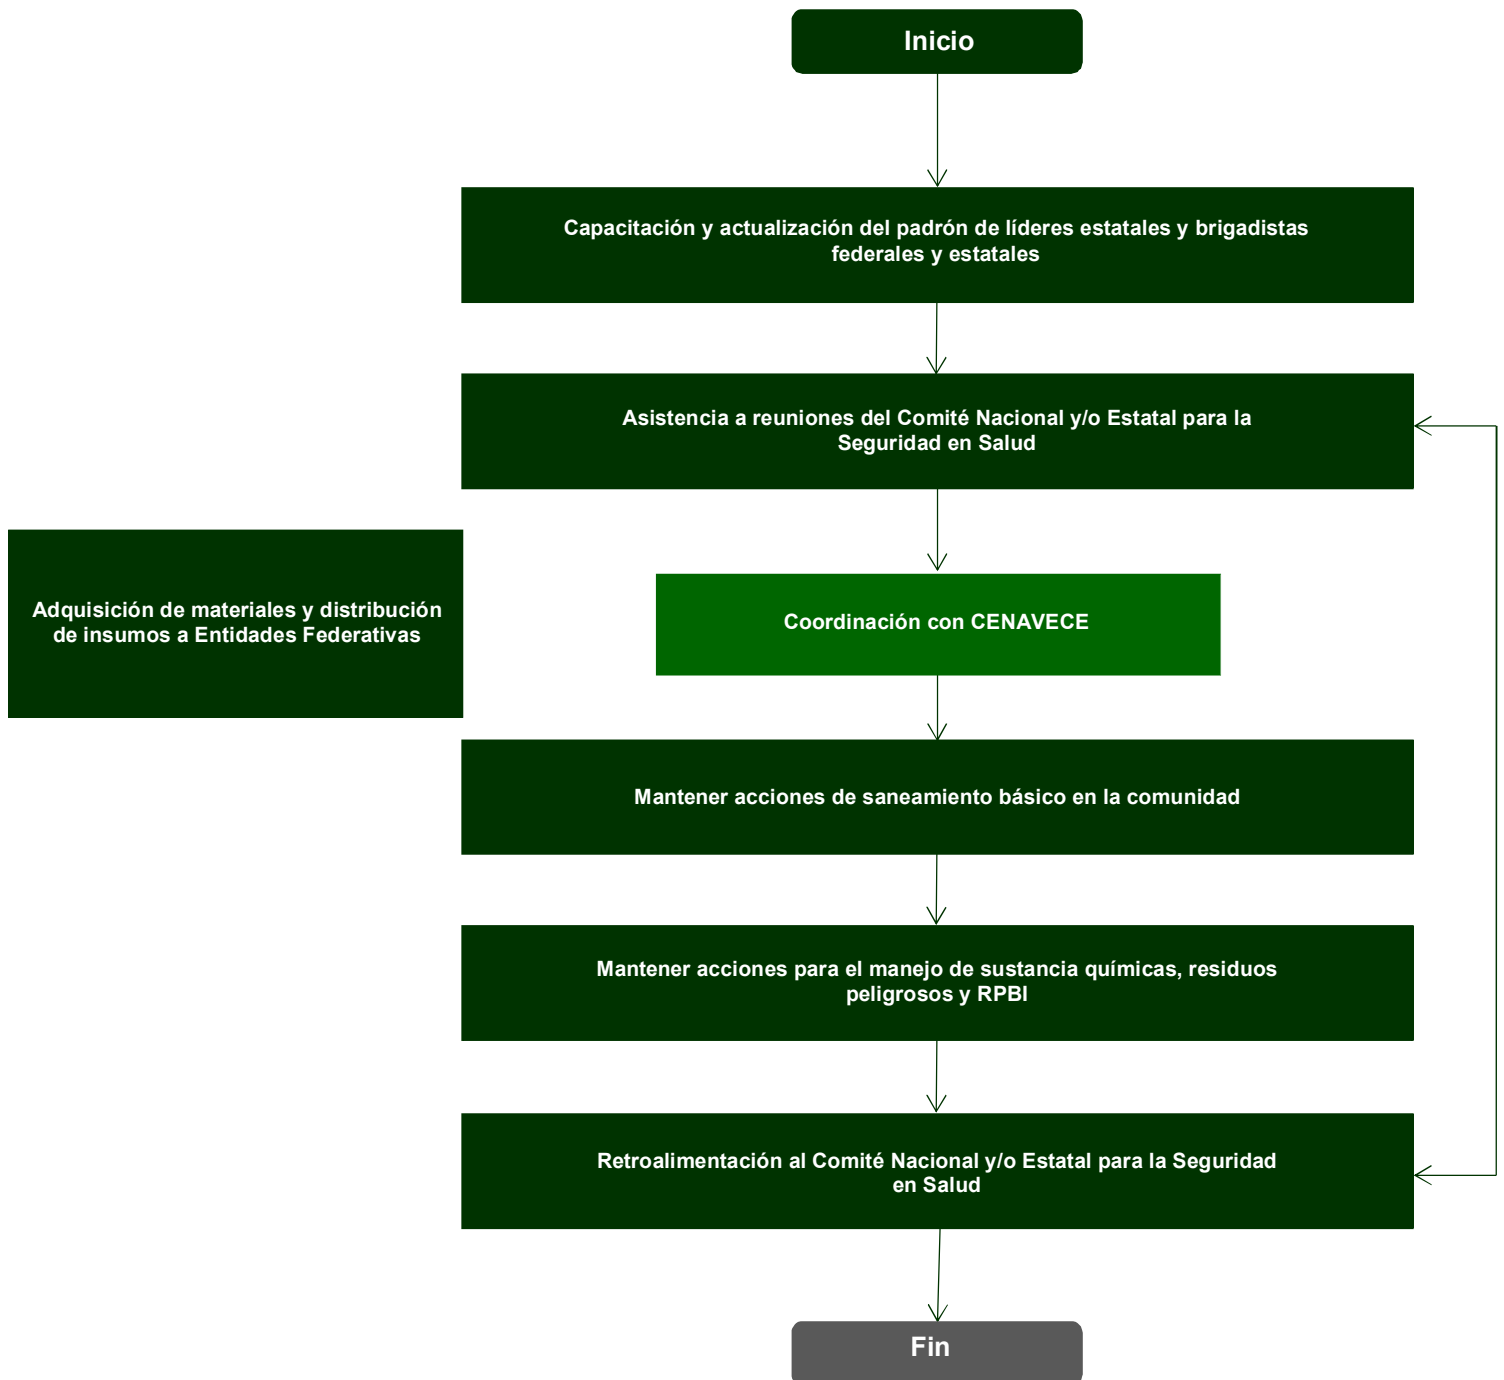 Inicio
Capacitación y actualización del padrón de líderes estatales y brigadistas
federales y estatales
Asistencia a reuniones del Comité Nacional y/o Estatal para la
Seguridad en Salud
Adquisición de materiales y distribución
de insumos a Entidades Federativas
Coordinación con CENAVECE
Mantener acciones de saneamiento básico en la comunidad
Mantener acciones para el manejo de sustancia químicas, residuos
peligrosos y RPBI
Retroalimentación al Comité Nacional y/o Estatal para la Seguridad
en Salud
Fin